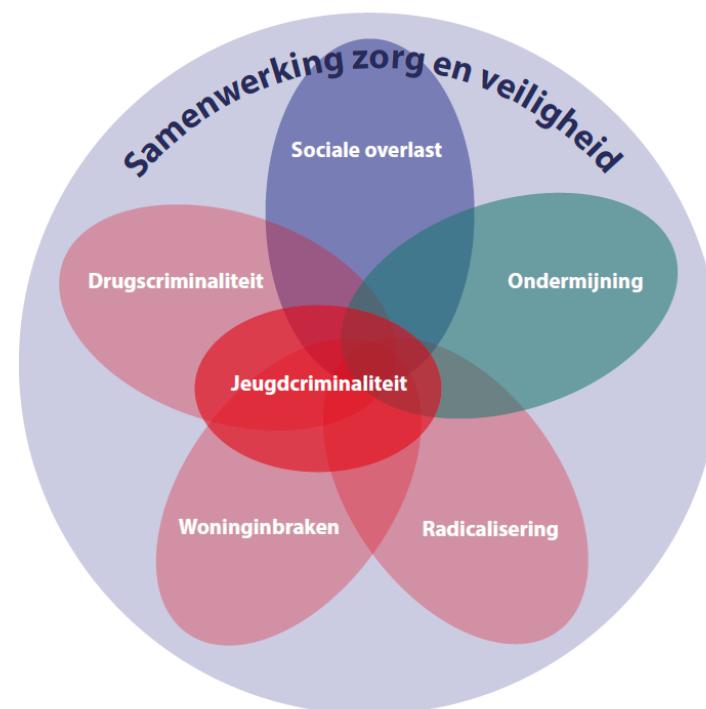 Samenwerking zorg en veiligheid
Sociale overlast
Drugscriminaliteit
Ondermijning
Jeugdcriminaliteit
Woninginbraken
Radicalisering